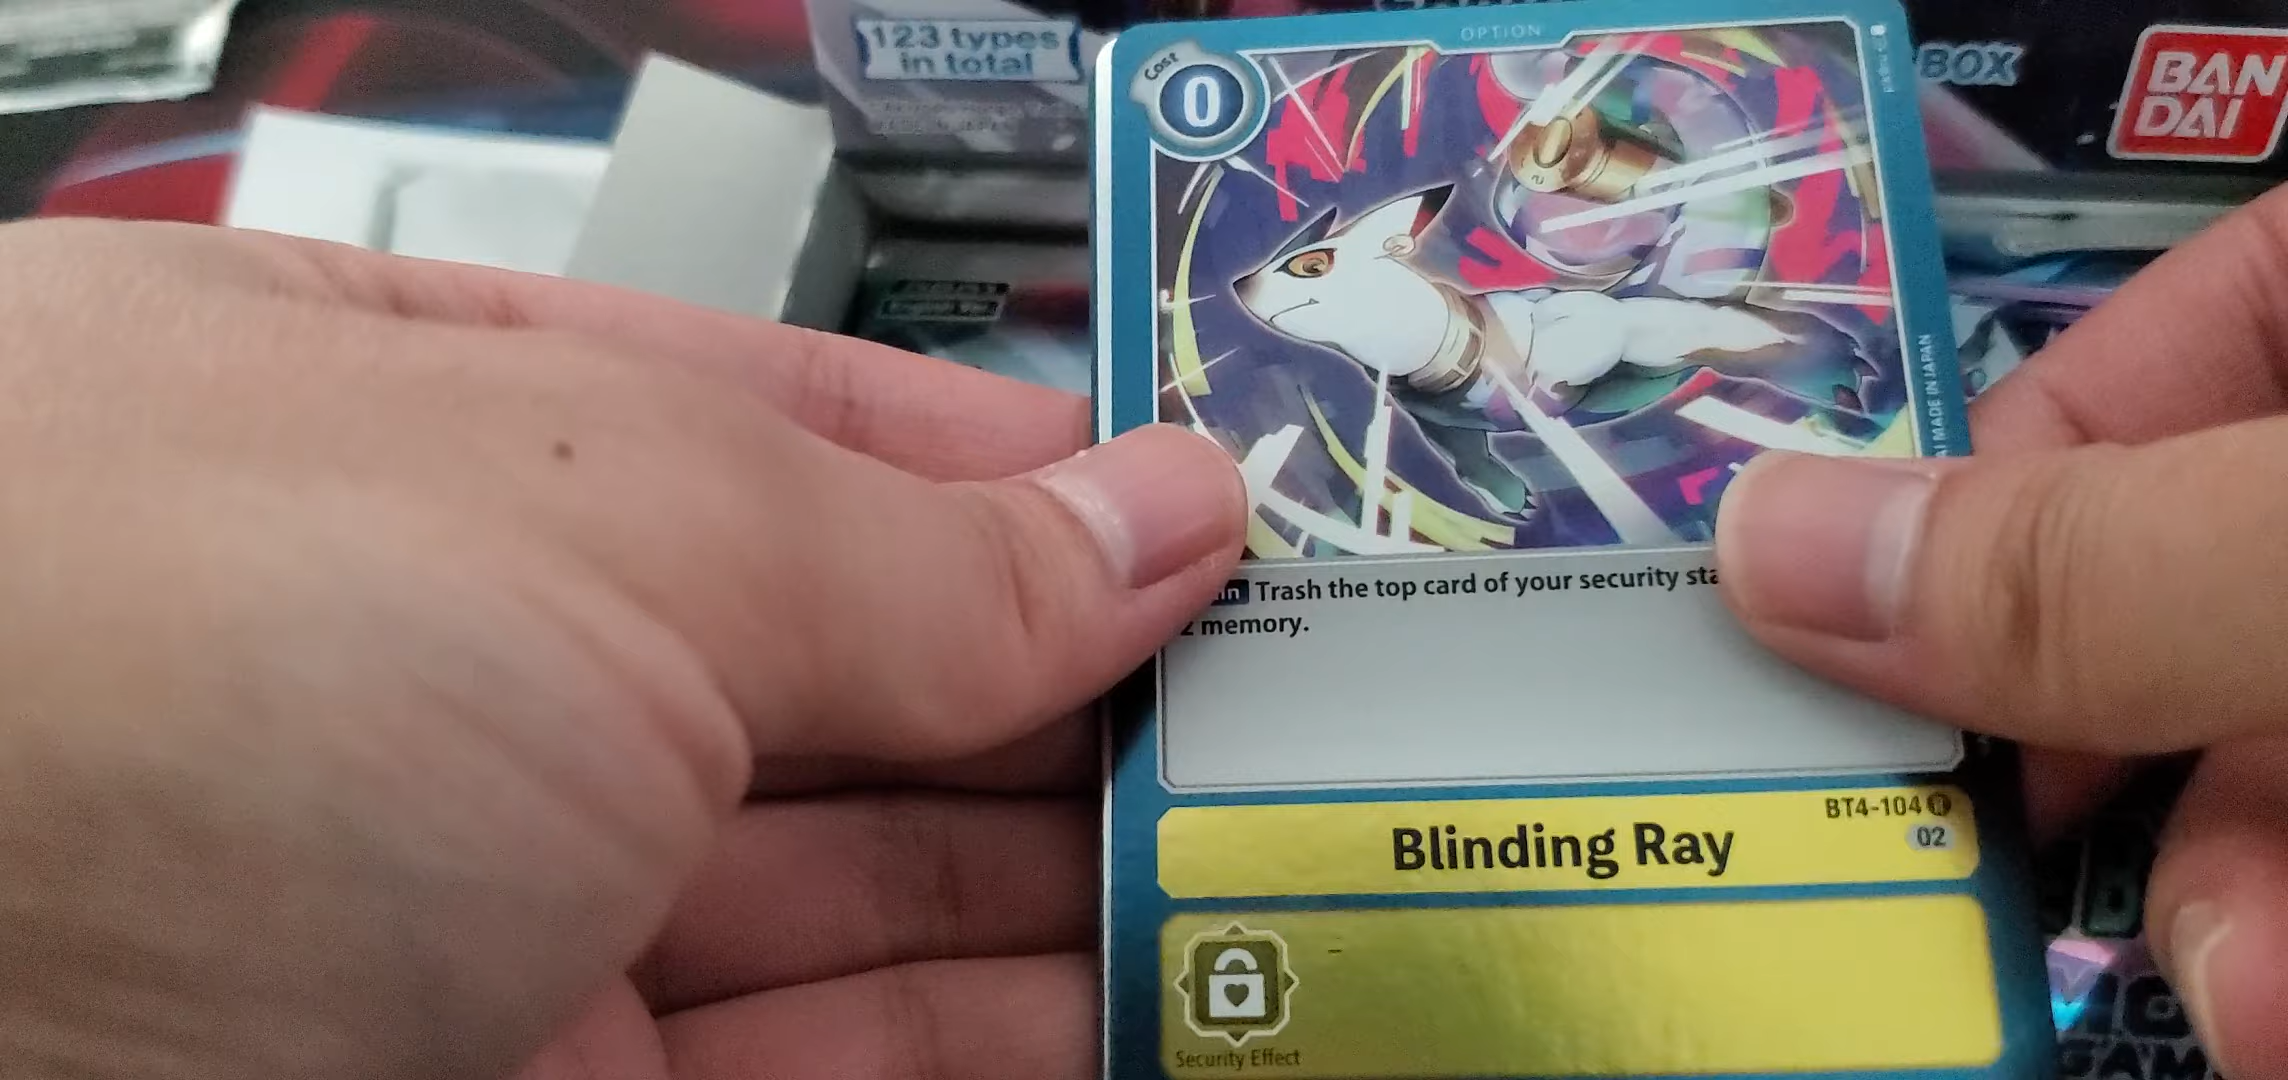 123 types
in total
BOX
BAN
DAI
OPTION
Cost
0
MADE IN JAPAN
Trash the top card of your security sta
2 memory.
BT4-104 R
02
Blinding Ray
-
Security Effect